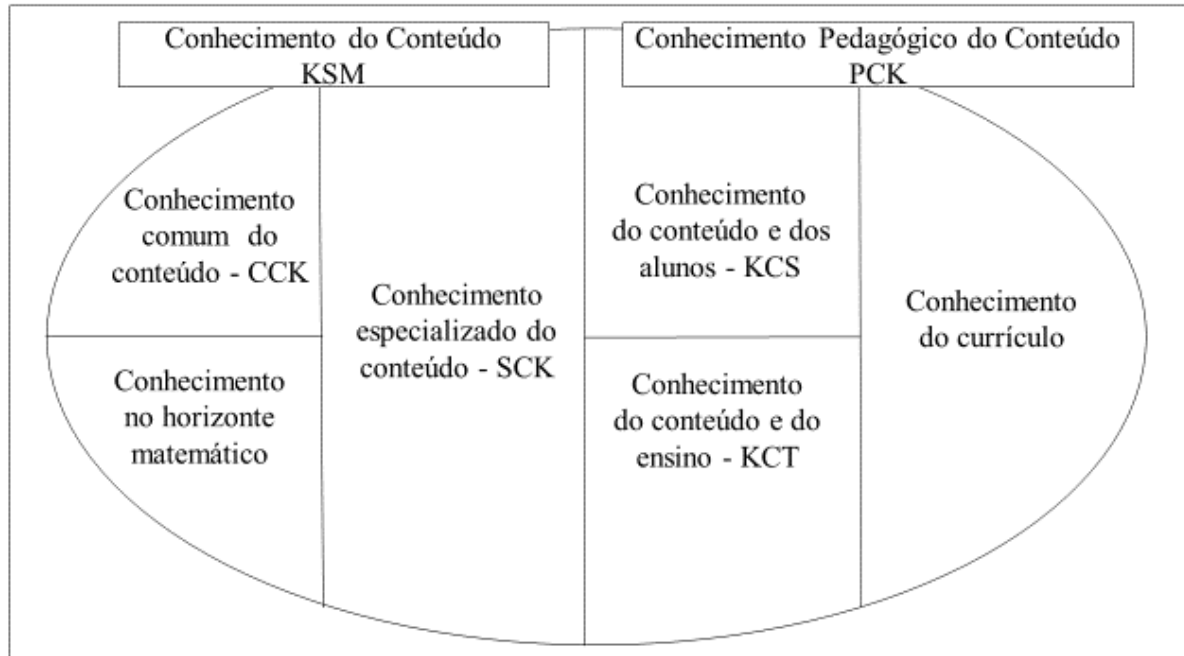 Conhecimento do Conteúdo
KSM
Conhecimento Pedagógico do Conteúdo
PCK
Conhecimento
comum do
conteúdo - CCK
Conhecimento
no horizonte
matemático
Conhecimento
especializado do
conteúdo - SCK
Conhecimento
do conteúdo e dos
alunos - KCS
Conhecimento
do conteúdo e do
ensino - KCT
Conhecimento
do currículo